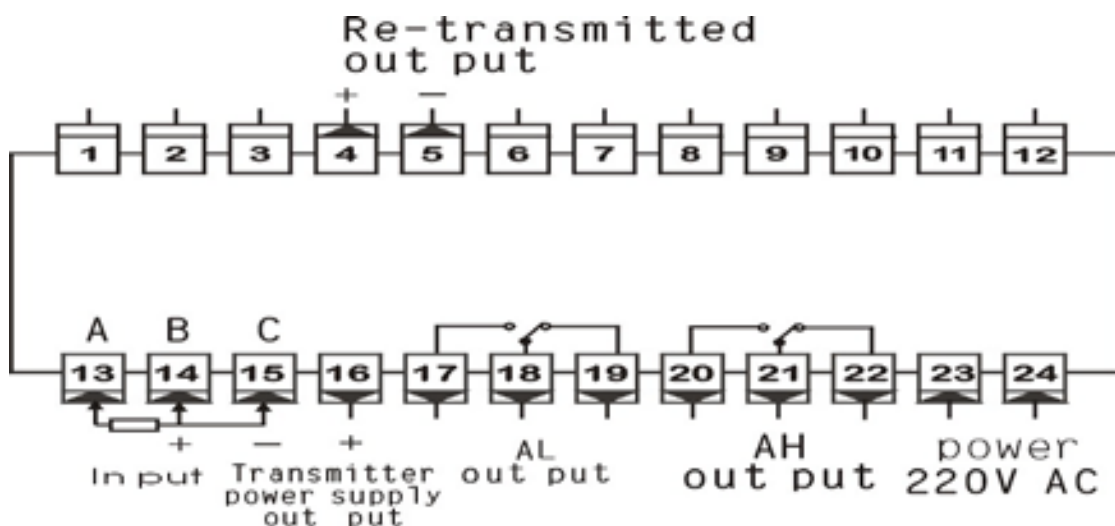 Re-transmitted
out put
+ −
1 2 3 4 5 6 7 8 9 10 11 12
A B C
13 14 15 16 17 18 19 20 21 22 23 24
+ − +
In put
Transmitter
power supply
out put
AL
out put
AH
out put
power
220V AC